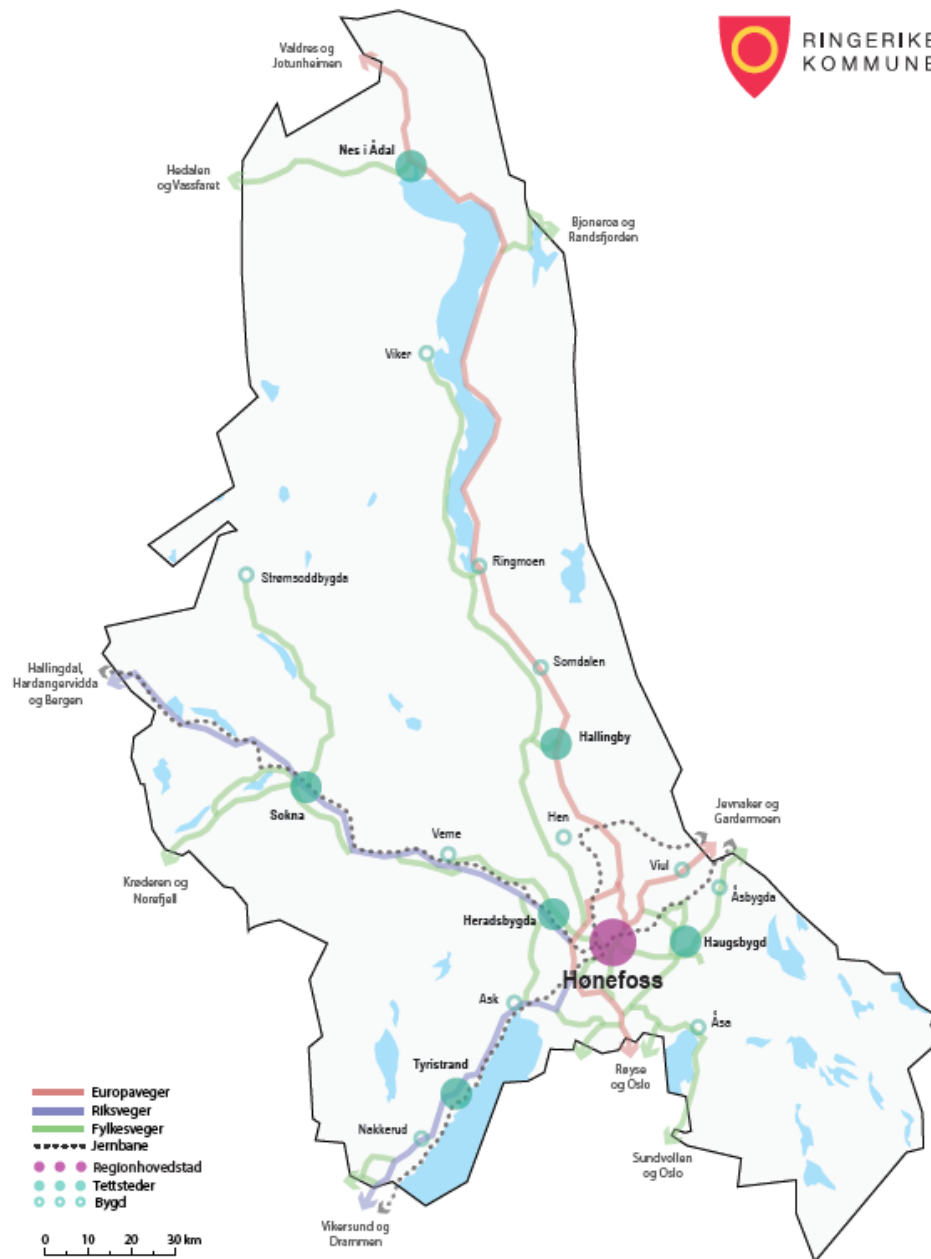 RINGERIKE
KOMMUNE
Valdres og
Jotunheimen
Nes i Ådal
Hedalen
og Vassfaret
Bjoneroa og
Randsfjorden
Viker
Ringmoen
Strømsoddbygda
Somdalen
Hallingdal,
Hardangervidda
og Bergen
Hallingby
Sokna
Hen
Jevnaker og
Gardermoen
Veme
Viul
Krøderen og
Norefjell
Åsbygda
Heradsbygda
Haugsbygd
Hønefoss
Ask
Åsa
Tyristrand
Røyse
og Oslo
Nakkerud
Sundvollen
og Oslo
Vikersund og
Drammen
Europaveger
Riksveger
Fylkesveger
Jernbane
Regionhovedstad
Tettsteder
Bygd
0 10 20 30 km